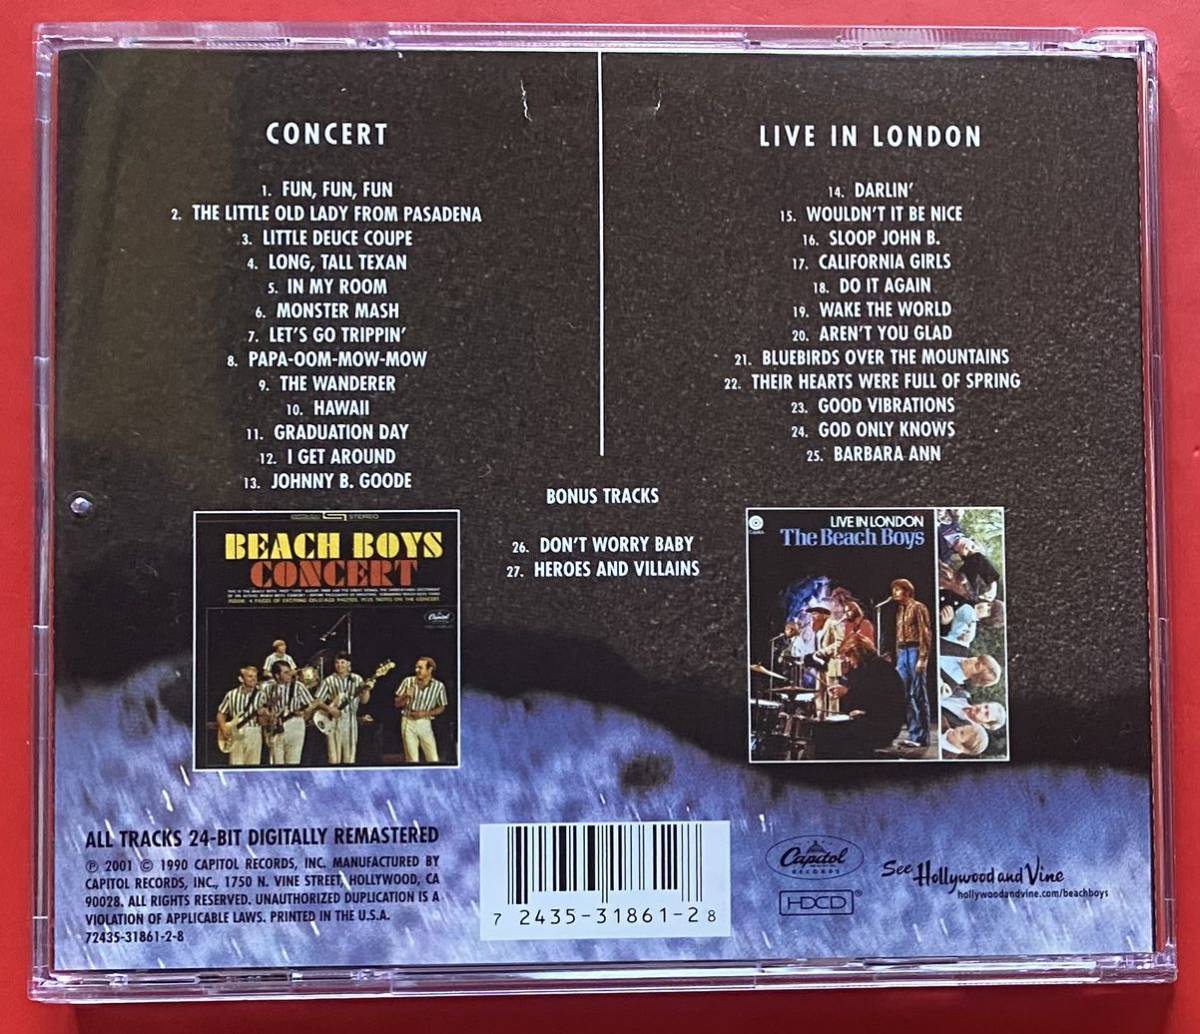 CONCERT
1. FUN, FUN, FUN
2. THE LITTLE OLD LADY FROM PASADENA
3. LITTLE DEUCE COUPE
4. LONG, TALL TEXAN
5. IN MY ROOM
6. MONSTER MASH
7. LET'S GO TRIPPIN'
8. PAPA-OOM-MOW-MOW
9. THE WANDERER
10. HAWAII
11. GRADUATION DAY
12. I GET AROUND
13. JOHNNY B. GOODE
LIVE IN LONDON
14. DARLIN'
15. WOULDN'T IT BE NICE
16. SLOOP JOHN B.
17. CALIFORNIA GIRLS
18. DO IT AGAIN
19. WAKE THE WORLD
20. AREN'T YOU GLAD
21. BLUEBIRDS OVER THE MOUNTAINS
22. THEIR HEARTS WERE FULL OF SPRING
23. GOOD VIBRATIONS
24. GOD ONLY KNOWS
25. BARBARA ANN
BONUS TRACKS
26. DON'T WORRY BABY
27. HEROES AND VILLAINS
STEREO
BEACH BOYS
CONCERT
Capitol
LIVE IN LONDON
The Beach Boys
ALL TRACKS 24-BIT DIGITALLY REMASTERED
℗ 2001 © 1990 CAPITOL RECORDS, INC. MANUFACTURED BY
CAPITOL RECORDS, INC., 1750 N. VINE STREET, HOLLYWOOD, CA
90028. ALL RIGHTS RESERVED. UNAUTHORIZED DUPLICATION IS A
VIOLATION OF APPLICABLE LAWS. PRINTED IN THE U.S.A.
72435-31861-2-8
7 2435-31861-2 8
Capitol
RECORDS
HDCD®
See Hollywood and Vine
hollywoodandvine.com/beachboys